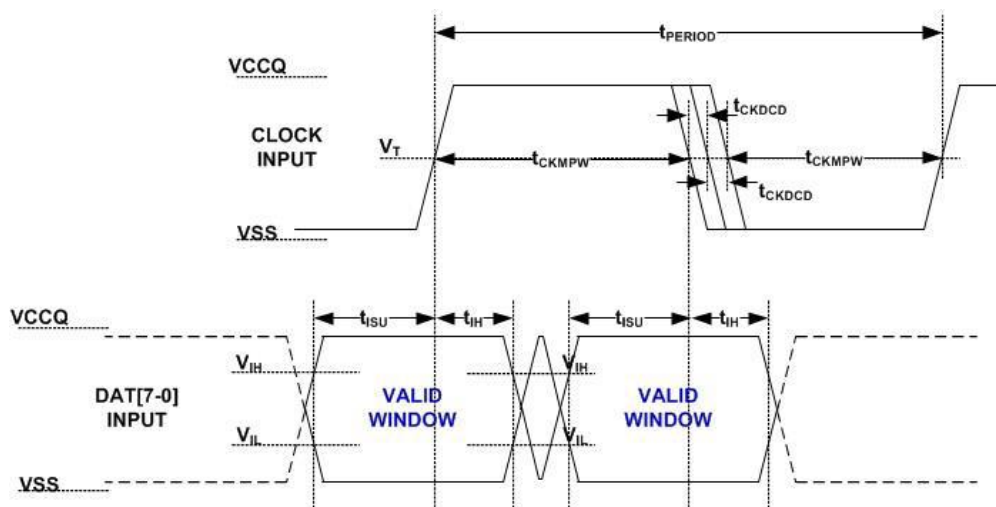 tPERIOD
VCCQ
tCKDCD
CLOCK
INPUT
VT
tCKMPW
tCKMPW
tCKDCD
VSS
VCCQ
tISU
tIH
tISU
tIH
VIH
VIH
DAT[7-0]
INPUT
VALID
WINDOW
VALID
WINDOW
VIL
VIL
VSS